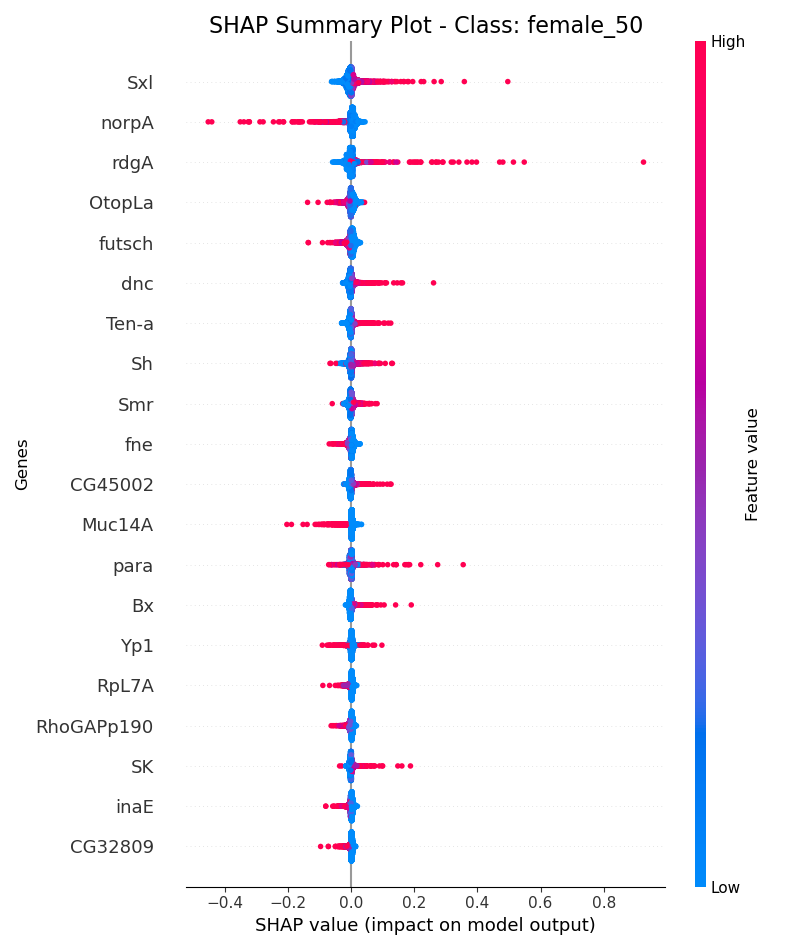 SHAP Summary Plot - Class: female_50
High
Sxl
norpA
rdgA
OtopLa
futsch
dnc
Ten-a
Sh
Smr
fne
CG45002
Muc14A
para
Bx
Yp1
RpL7A
RhoGAPp190
SK
inaE
CG32809
Genes
Feature value
Low
−0.4 −0.2 0.0 0.2 0.4 0.6 0.8
SHAP value (impact on model output)